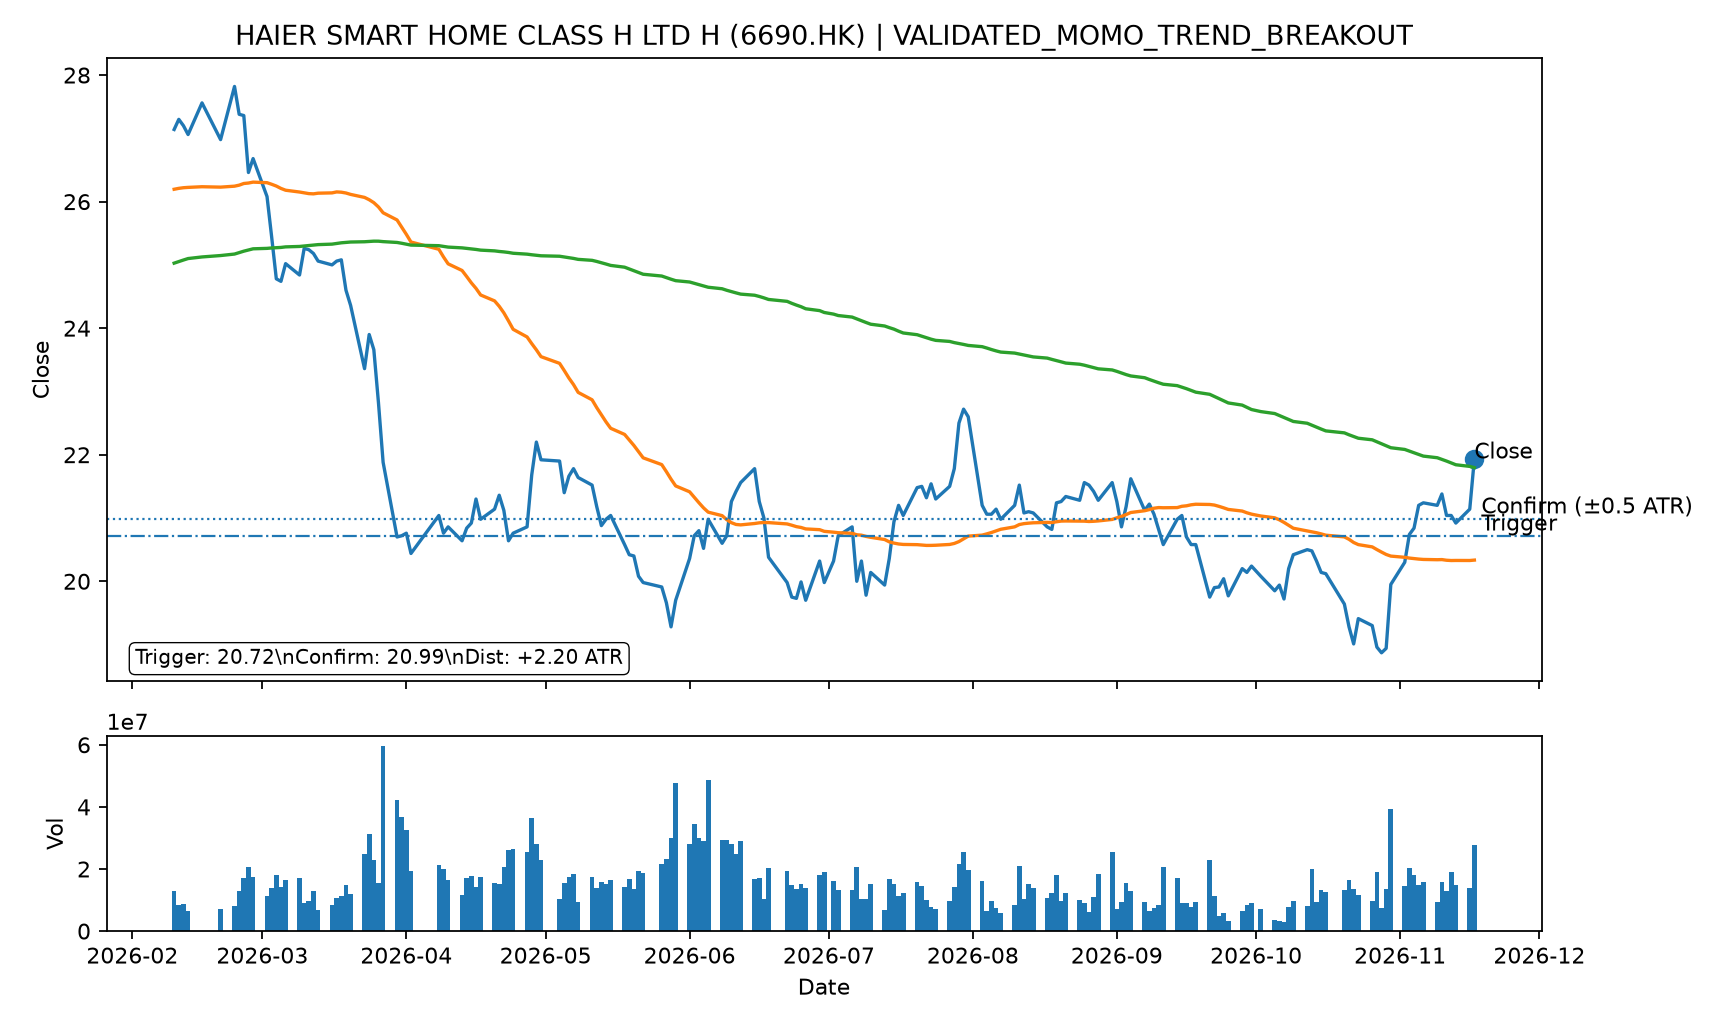 HAIER SMART HOME CLASS H LTD H (6690.HK) | VALIDATED_MOMO_TREND_BREAKOUT
28
26
24
22
20
Close
Close
Confirm (±0.5 ATR)
Trigger
Trigger: 20.72\nConfirm: 20.99\nDist: +2.20 ATR
1e7
6
4
2
0
Vol
2026-02 2026-03 2026-04 2026-05 2026-06 2026-07 2026-08 2026-09 2026-10 2026-11 2026-12
Date